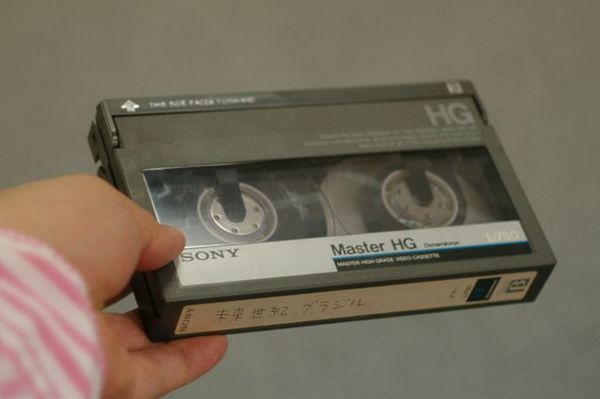 THIS SIDE FACES FORWARD
HG
SONY
Master HG Dynamicron
L-750
MASTER HIGH GRADE VIDEO CASSETTE
SONY
未来世紀 ブラジル